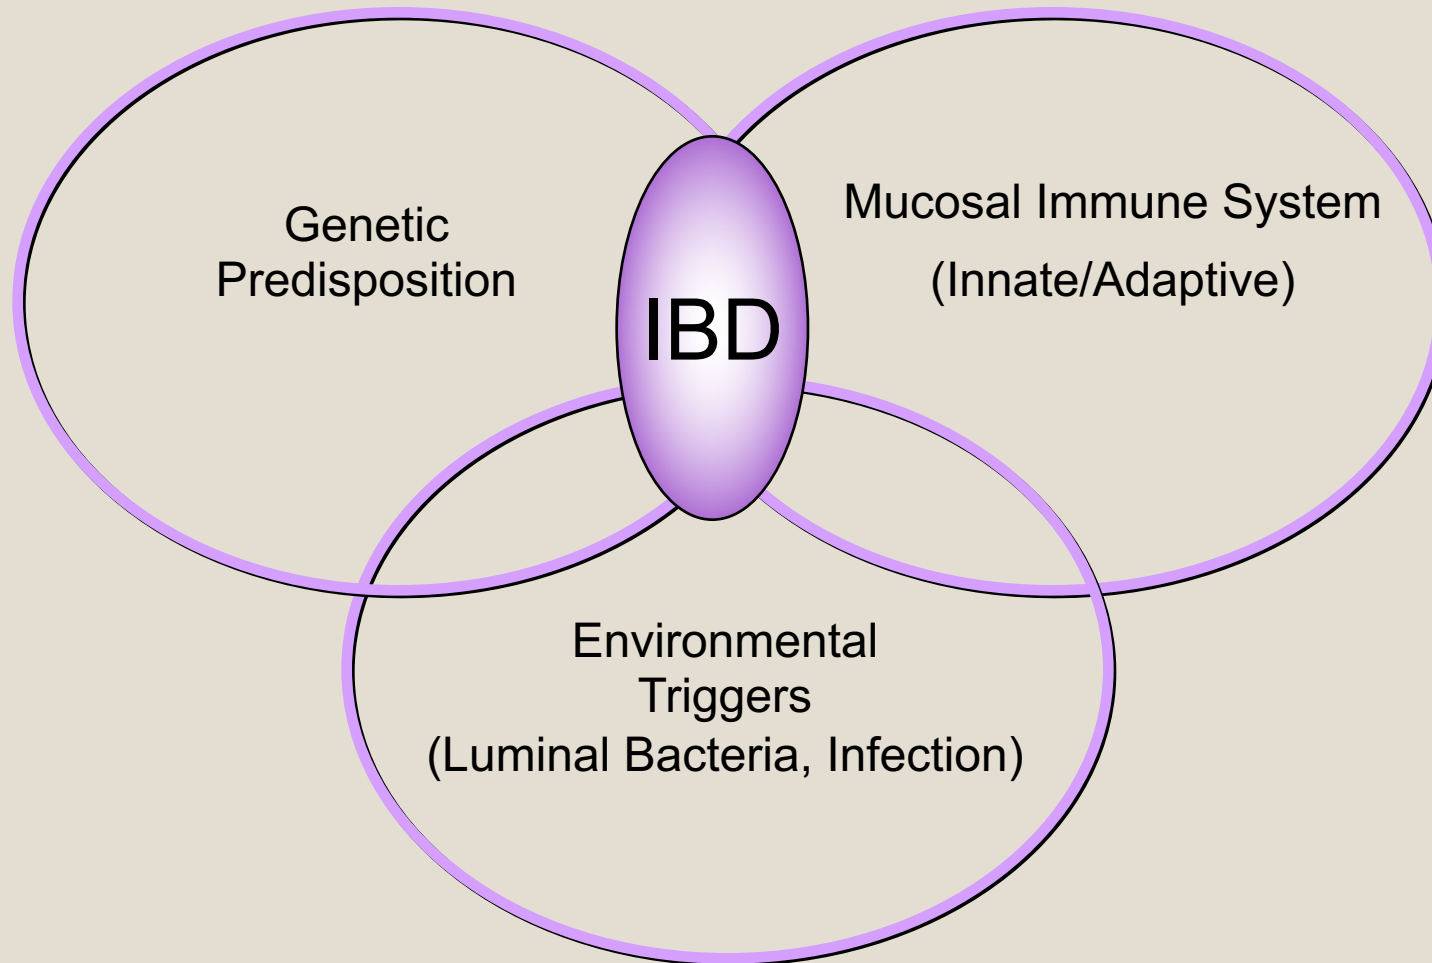 Genetic
Predisposition
IBD
Mucosal Immune System
(Innate/Adaptive)
Environmental
Triggers
(Luminal Bacteria, Infection)